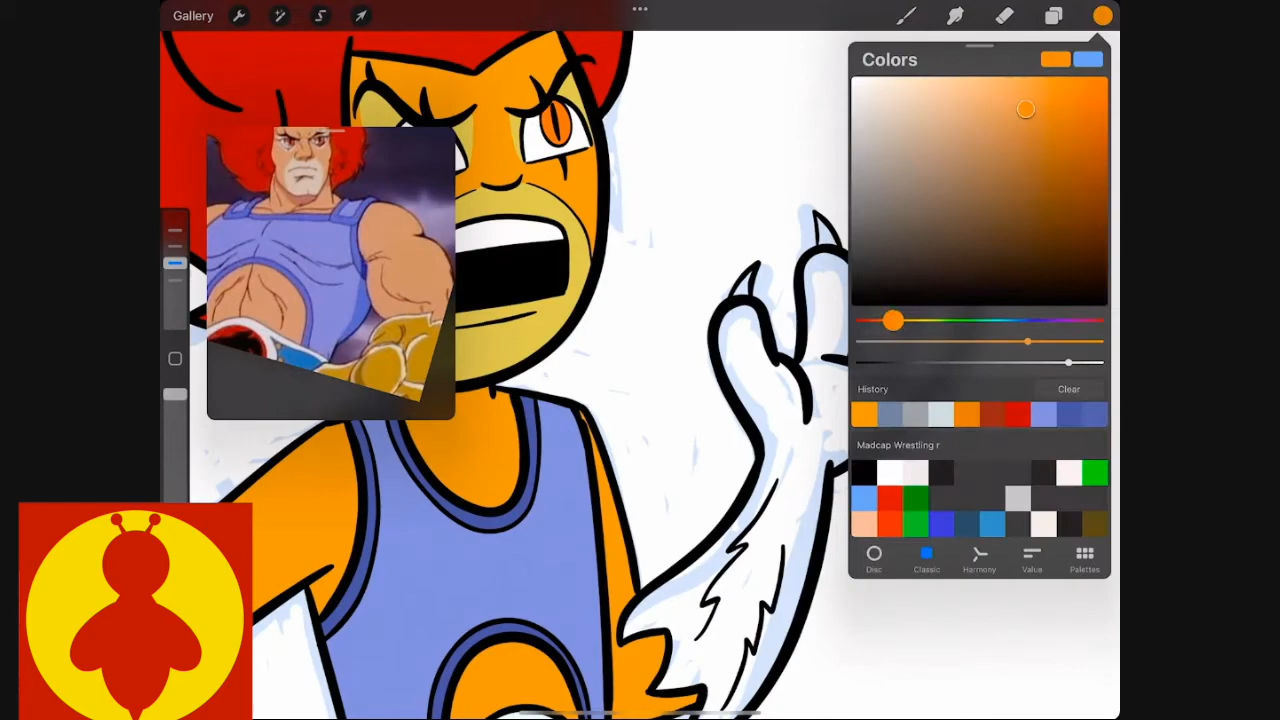 Gallery
Colors
History
Clear
Madcap Wrestling r
Disc
Classic
Harmony
Value
Palettes